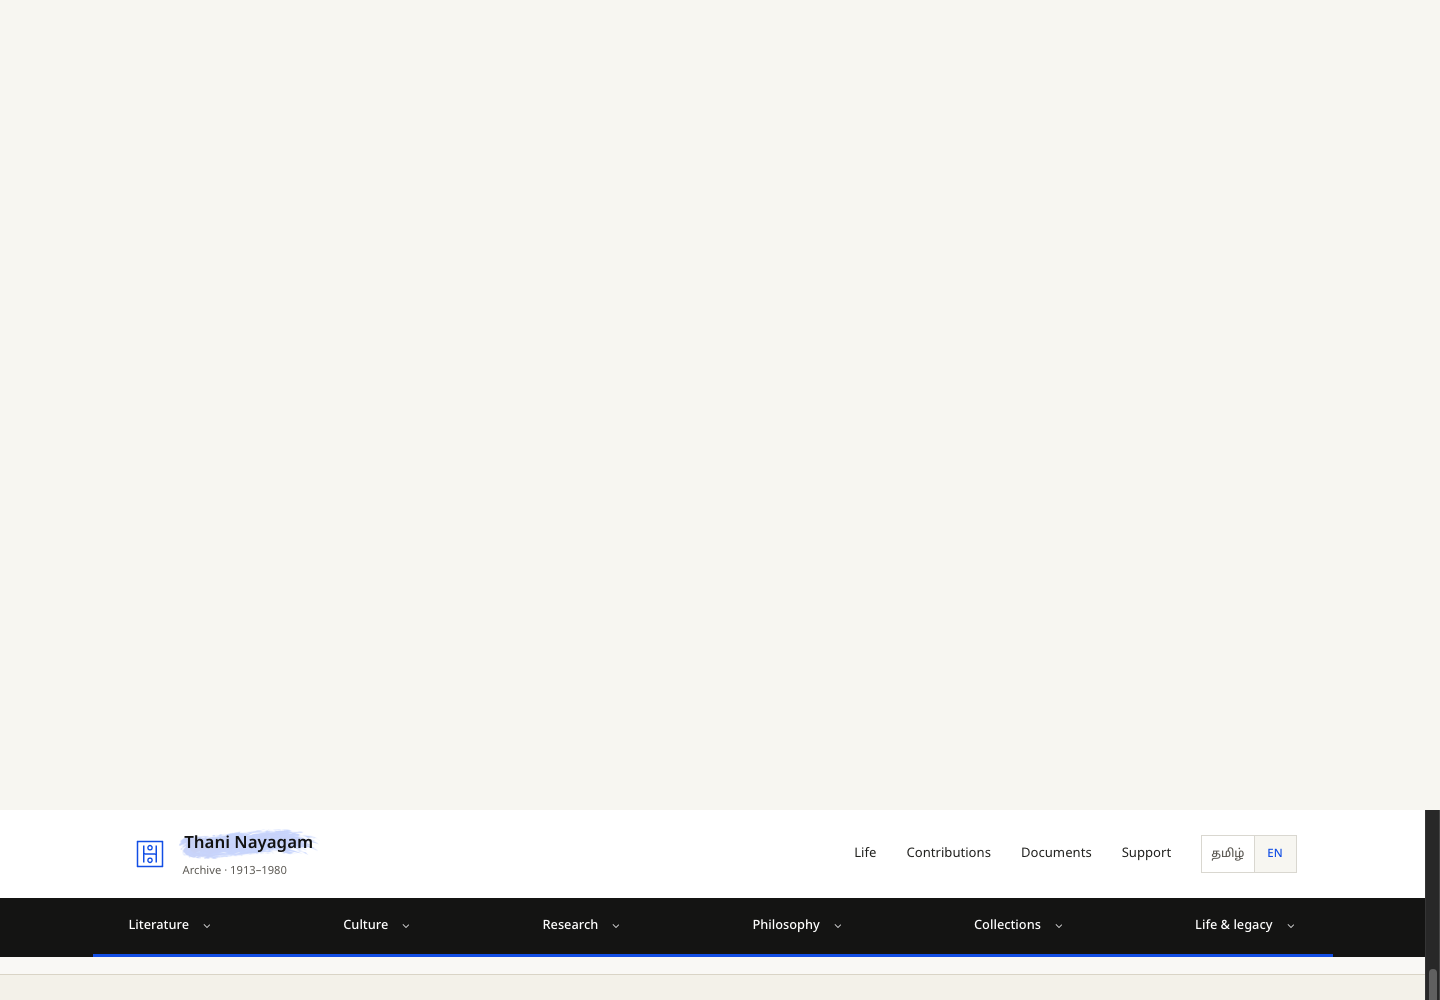 Thani Nayagam
Archive · 1913–1980
Life Contributions Documents Support தமிழ் EN
Literature Culture Research Philosophy Collections Life & legacy